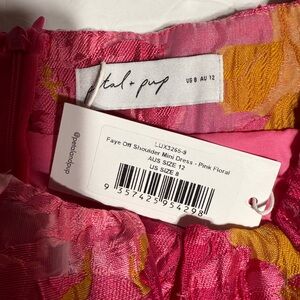 petal + pup
US 8 AU 12
@petalandpup
LUX3265-9
Faye Off Shoulder Mini Dress - Pink Floral
AUS SIZE 12
US SIZE 8
9 357425 954298